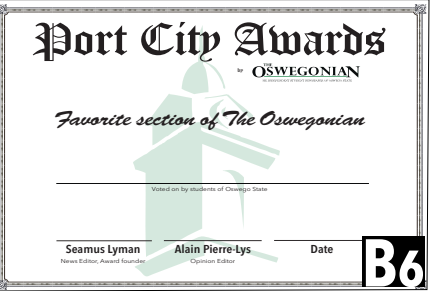 Port City Awards
by THE OSWEGONIAN
Favorite section of The Oswegonian
Voted on by students of Oswego State
Seamus Lyman
News Editor, Award founder
Alain Pierre-Lys
Opinion Editor
Date
B6